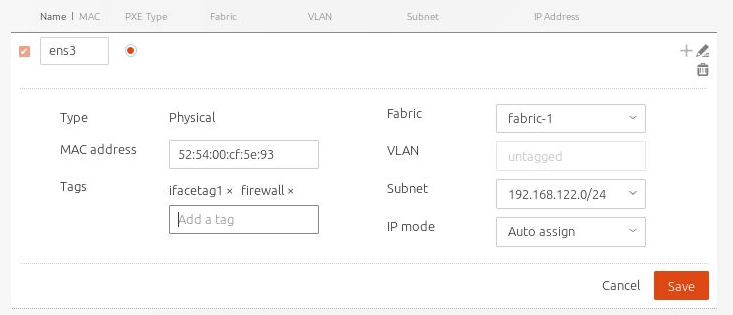 Name | MAC PXE Type Fabric VLAN Subnet IP Address
ens3
Type Physical
MAC address 52:54:00:cf:5e:93
Tags ifacetag1 × firewall ×
Add a tag
Fabric fabric-1
VLAN untagged
Subnet 192.168.122.0/24
IP mode Auto assign
Cancel Save